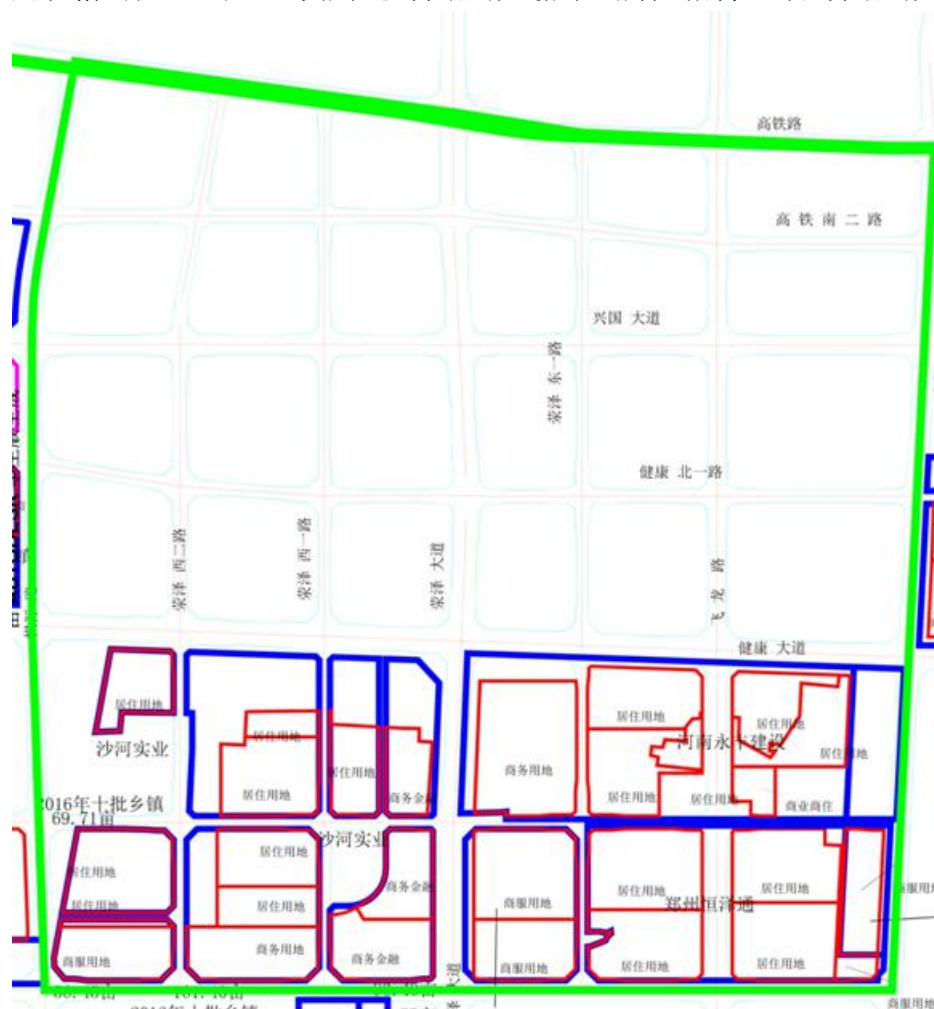 高铁路
高 铁 南 二 路
兴国 大道
荥泽 东一路
健康 北一路
荥泽 西二路
荥泽 西一路
荥泽 大道
飞 龙 路
健康 大道
居住用地
沙河实业
居住用地
居住用地
居住用地
商务金融
商务用地
居住用地
居住用地
河南永丰建设
居住用地
居住用地
居住用地
商业商住
2016年十批乡镇
69.71亩
沙河实业
居住用地
居住用地
商服用地
居住用地
居住用地
商务用地
商务金融
商务金融
商服用地
商服用地
居住用地
郑州恒泽通
居住用地
居住用地
居住用地
商服用地
商服用地
大道